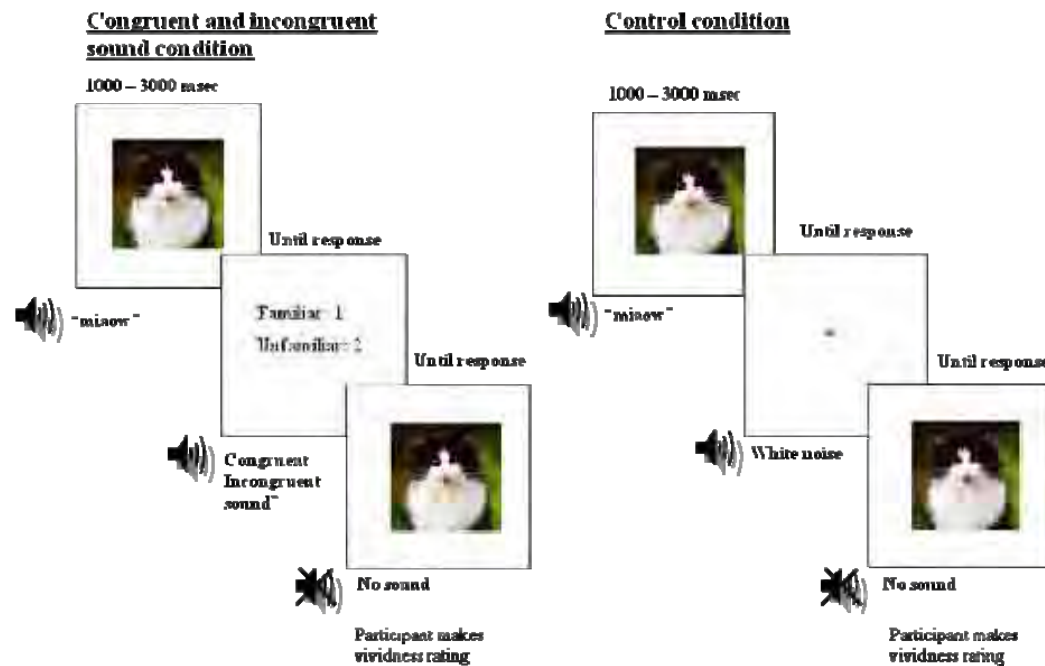 Congruent and incongruent
sound condition
1000 – 3000 msec
Until response
"miaow"
Familiar 1
Unfamiliar 2
Until response
Congruent
Incongruent
sound"
No sound
Participant makes
vividness rating
Control condition
1000 – 3000 msec
Until response
"miaow"
Until response
White noise
No sound
Participant makes
vividness rating